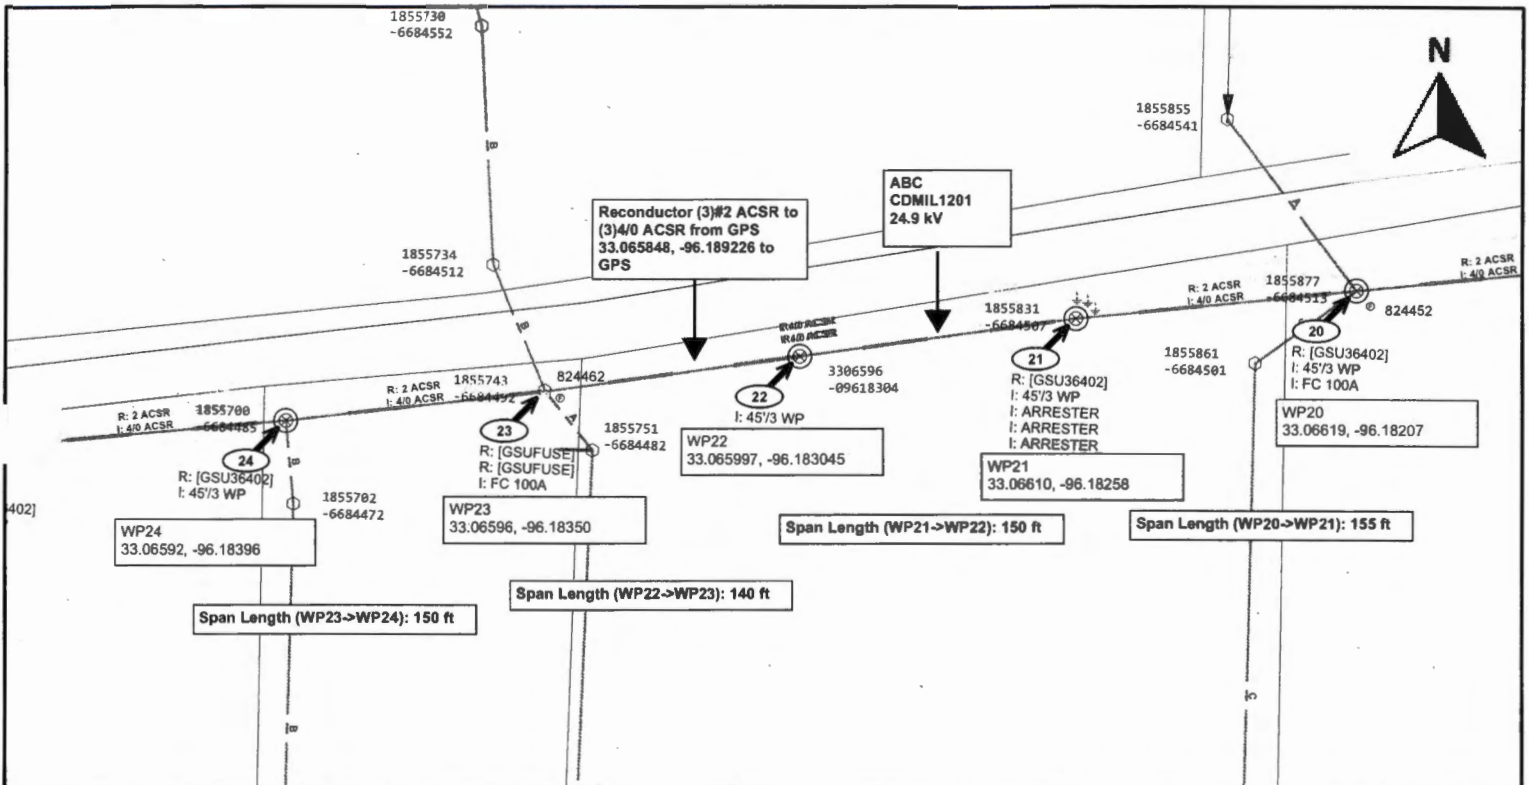 1855730
-6684552
N
1855855
-6684541
B
ABC
CDMIL1201
24.9 kV
Reconductor (3)#2 ACSR to
(3)4/0 ACSR from GPS
33.065848, -96.189226 to
GPS
A
1855734
-6684512
R: 2 ACSR
I: 4/0 ACSR
1855877
-6684513
R: 2 ACSR
I: 4/0 ACSR
1855831
-6684507
824452
B
20
R: [GSU36402]
I: 45'/3 WP
I: FC 100A
21
R: [GSU36402]
I: 45'/3 WP
I: ARRESTER
I: ARRESTER
I: ARRESTER
1855861
-6684501
3306596
-09618304
R: 2 ACSR
I: 4/0 ACSR
1855743
-6684492
824462
22
I: 45'/3 WP
R: 2 ACSR
I: 4/0 ACSR
1855700
-6684485
A
23
R: [GSUFUSE]
R: [GSUFUSE]
I: FC 100A
1855751
-6684482
WP20
33.06619, -96.18207
WP22
33.065997, -96.183045
24
R: [GSU36402]
I: 45'/3 WP
B
WP21
33.06610, -96.18258
402]
1855702
-6684472
WP23
33.06596, -96.18350
WP24
33.06592, -96.18396
Span Length (WP21->WP22): 150 ft
Span Length (WP20->WP21): 155 ft
Span Length (WP22->WP23): 140 ft
Span Length (WP23->WP24): 150 ft
C
B